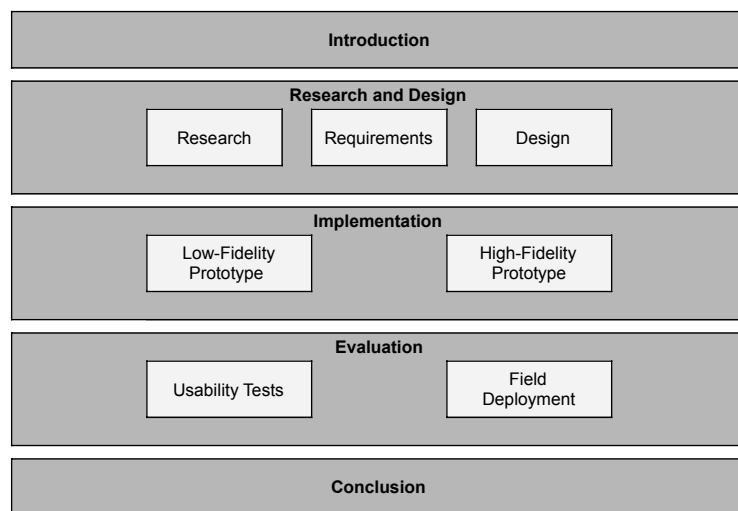 Introduction
Research and Design
Research
Requirements
Design
Implementation
Low-Fidelity
Prototype
High-Fidelity
Prototype
Evaluation
Usability Tests
Field
Deployment
Conclusion